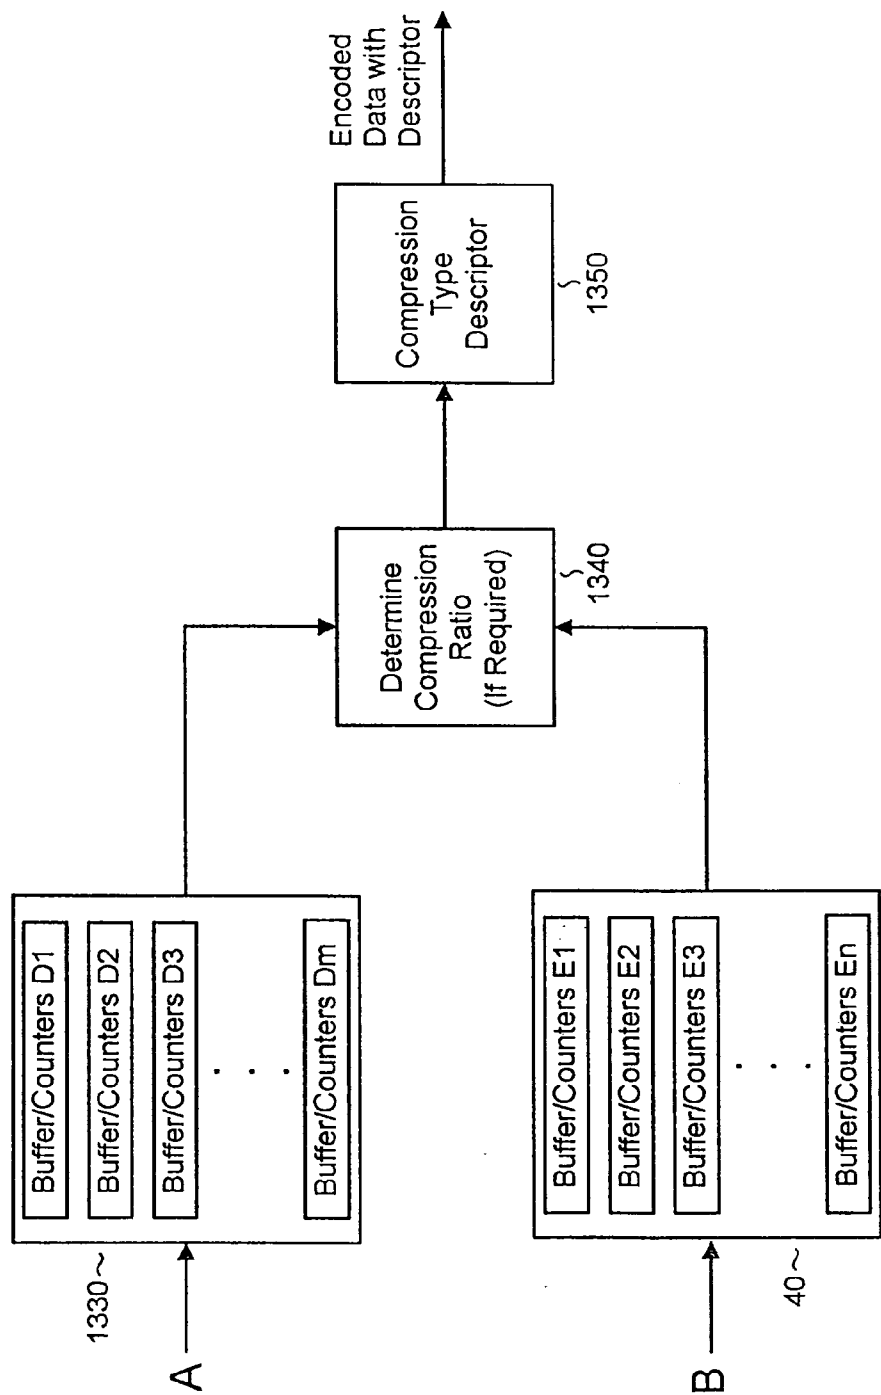 A
1330
Buffer/Counters D1
Buffer/Counters D2
Buffer/Counters D3
. . .
Buffer/Counters Dm
B
40
Buffer/Counters E1
Buffer/Counters E2
Buffer/Counters E3
. . .
Buffer/Counters En
Determine
Compression
Ratio
(If Required)
1340
Compression
Type
Descriptor
1350
Encoded
Data with
Descriptor